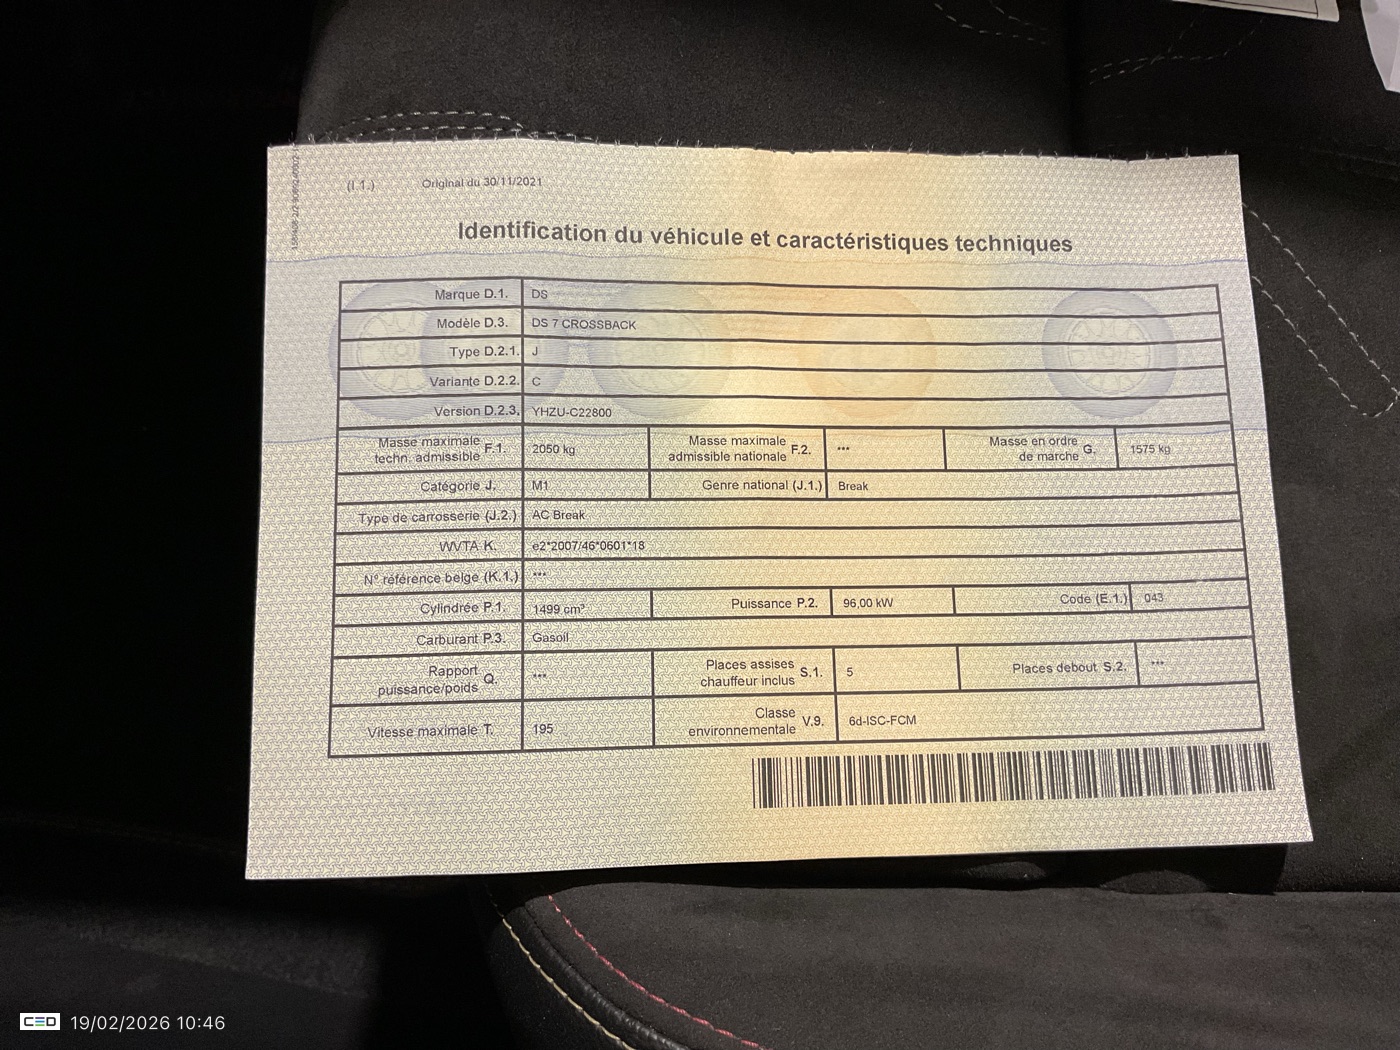 (I.1.) Original du 30/11/2021
Identification du véhicule et caractéristiques techniques
Marque D.1. DS
Modèle D.3. DS 7 CROSSBACK
Type D.2.1. J
Variante D.2.2. C
Version D.2.3. YHZU-C22800
Masse maximale techn. admissible F.1. 2050 kg Masse maximale admissible nationale F.2. *** Masse en ordre de marche G. 1575 kg
Catégorie J. M1 Genre national (J.1.) Break
Type de carrosserie (J.2.) AC Break
WVTA K. e2*2007/46*0601*18
N° référence belge (K.1.) ***
Cylindrée P.1. 1499 cm³ Puissance P.2. 96,00 kW Code (E.1.) 043
Carburant P.3. Gasoil
Rapport puissance/poids Q. *** Places assises chauffeur inclus S.1. 5 Places debout S.2. ***
Vitesse maximale T. 195 Classe environnementale V.9. 6d-ISC-FCM
CED 19/02/2026 10:46